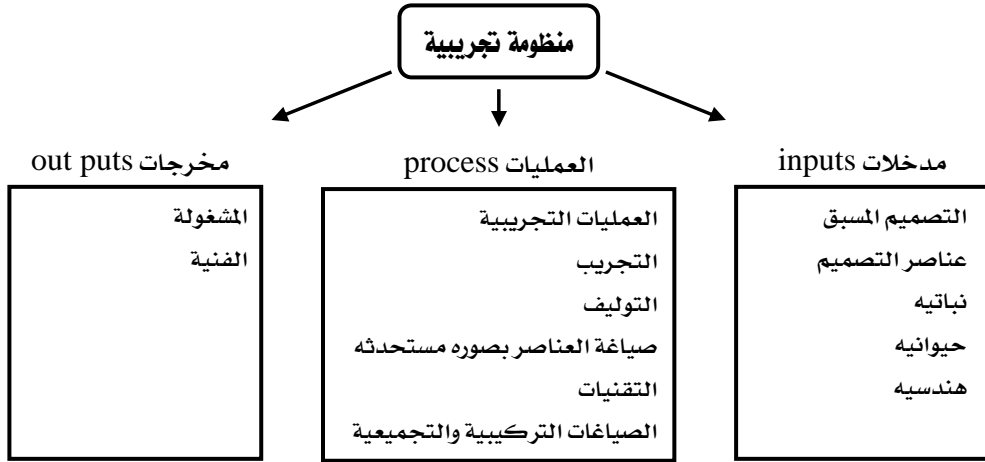 منظومة تجريبية
مدخلات inputs
التصميم المسبق
عناصر التصميم
نباتيه
حيوانيه
هندسيه
العمليات process
العمليات التجريبية
التجريب
التوليف
صياغة العناصر بصوره مستحدثه
التقنيات
الصياغات التركيبية والتجميعية
مخرجات out puts
المشغولة
الفنية